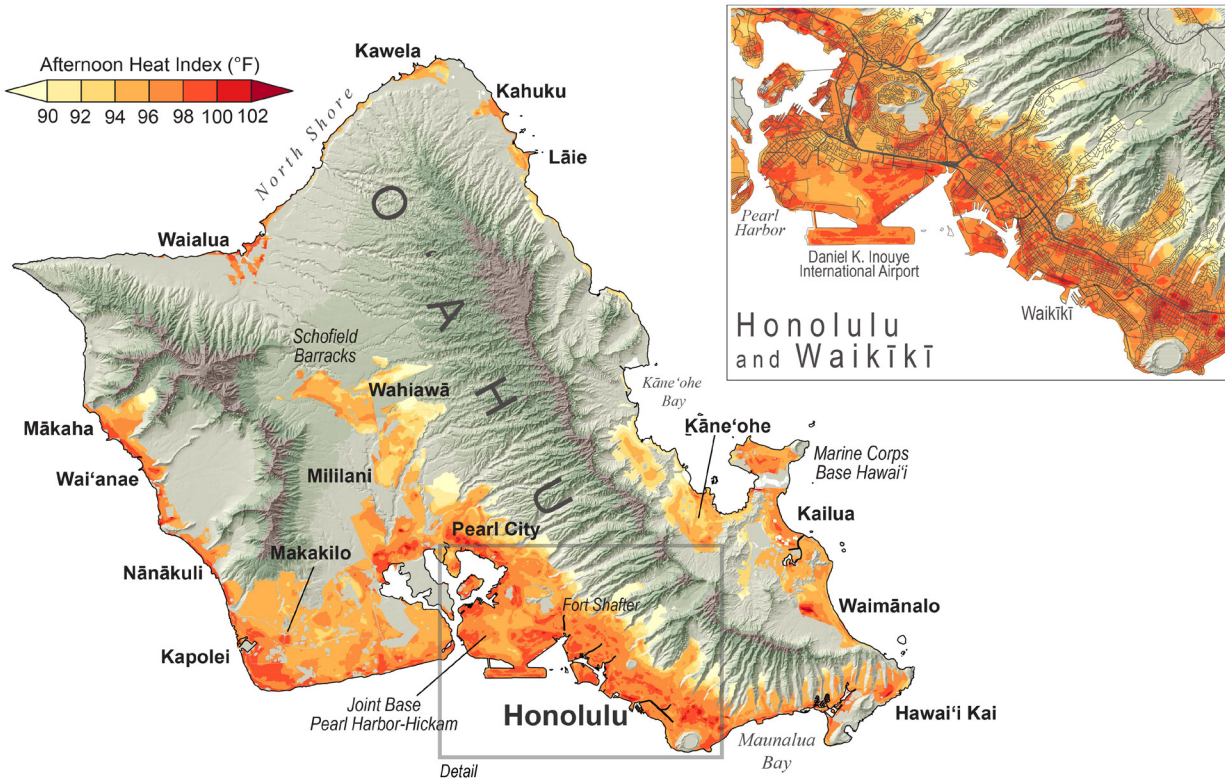 Afternoon Heat Index (°F)
90 92 94 96 98 100 102
Kawela
Kahuku
Lāie
North Shore
Waialua
O‘AHU
Schofield
Barracks
Wahiawā
Mākaha
Wai‘anae
Mililani
Nānākuli
Makakilo
Pearl City
Kapolei
Joint Base
Pearl Harbor-Hickam
Fort Shafter
Honolulu
Detail
Kāne‘ohe
Bay
Kāne‘ohe
Marine Corps
Base Hawai‘i
Kailua
Waimānalo
Hawai‘i Kai
Maunalua
Bay
Pearl
Harbor
Daniel K. Inouye
International Airport
Waikīkī
Honolulu
and Waikīkī